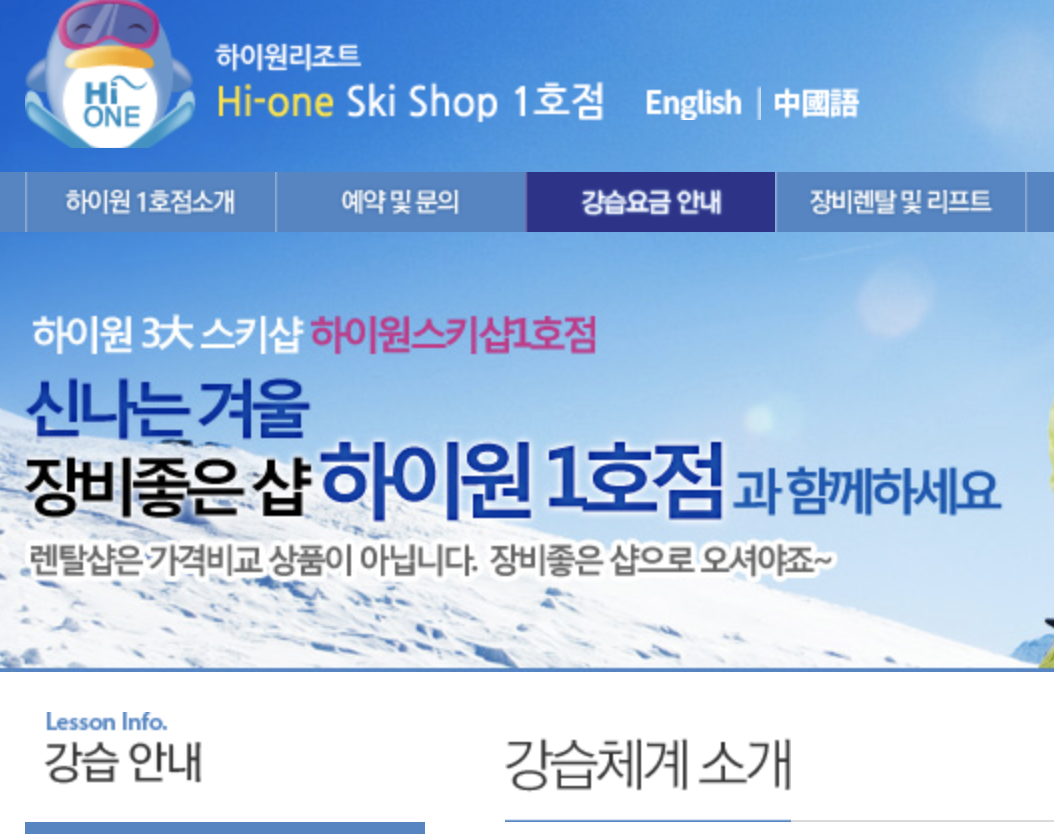 Hi~
ONE
하이원리조트
Hi-one Ski Shop 1호점
English | 中國語
하이원 1호점소개
예약 및 문의
강습요금 안내
장비렌탈 및 리프트
하이원 3大 스키샵 하이원스키샵1호점
신나는 겨울
장비좋은 샵 하이원 1호점 과 함께하세요
렌탈샵은 가격비교 상품이 아닙니다. 장비좋은 샵으로 오셔야죠~
Lesson Info.
강습 안내
강습체계 소개